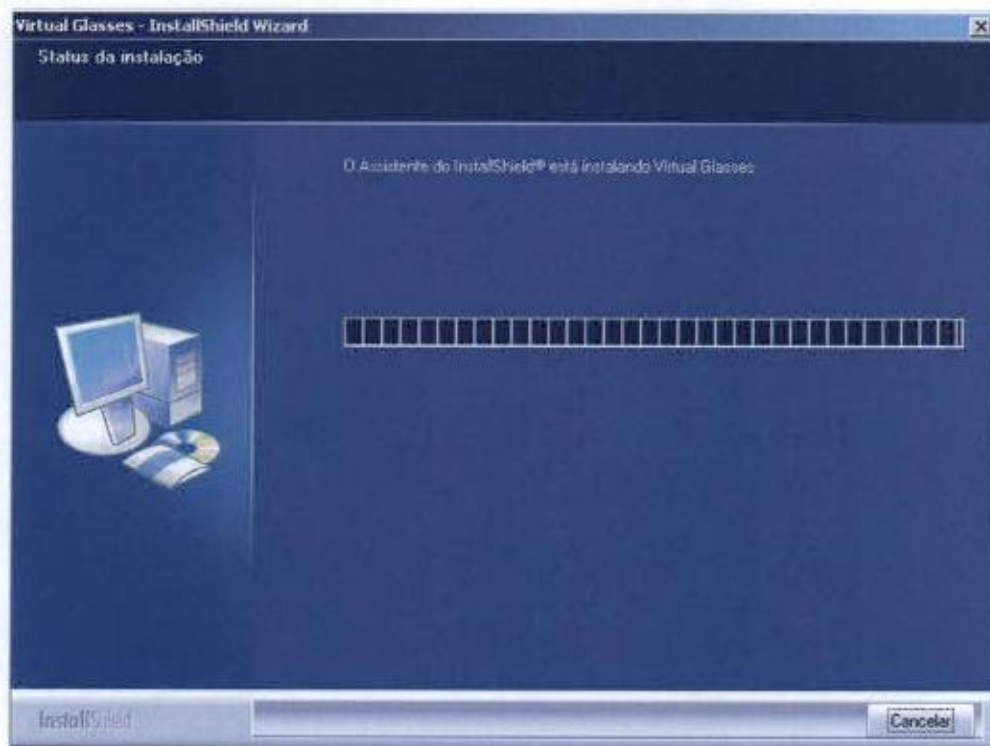 Virtual Glasses - InstallShield Wizard
Status da instalação
O Assistente do InstallShield® está instalando Virtual Glasses
InstallShield
Cancelar